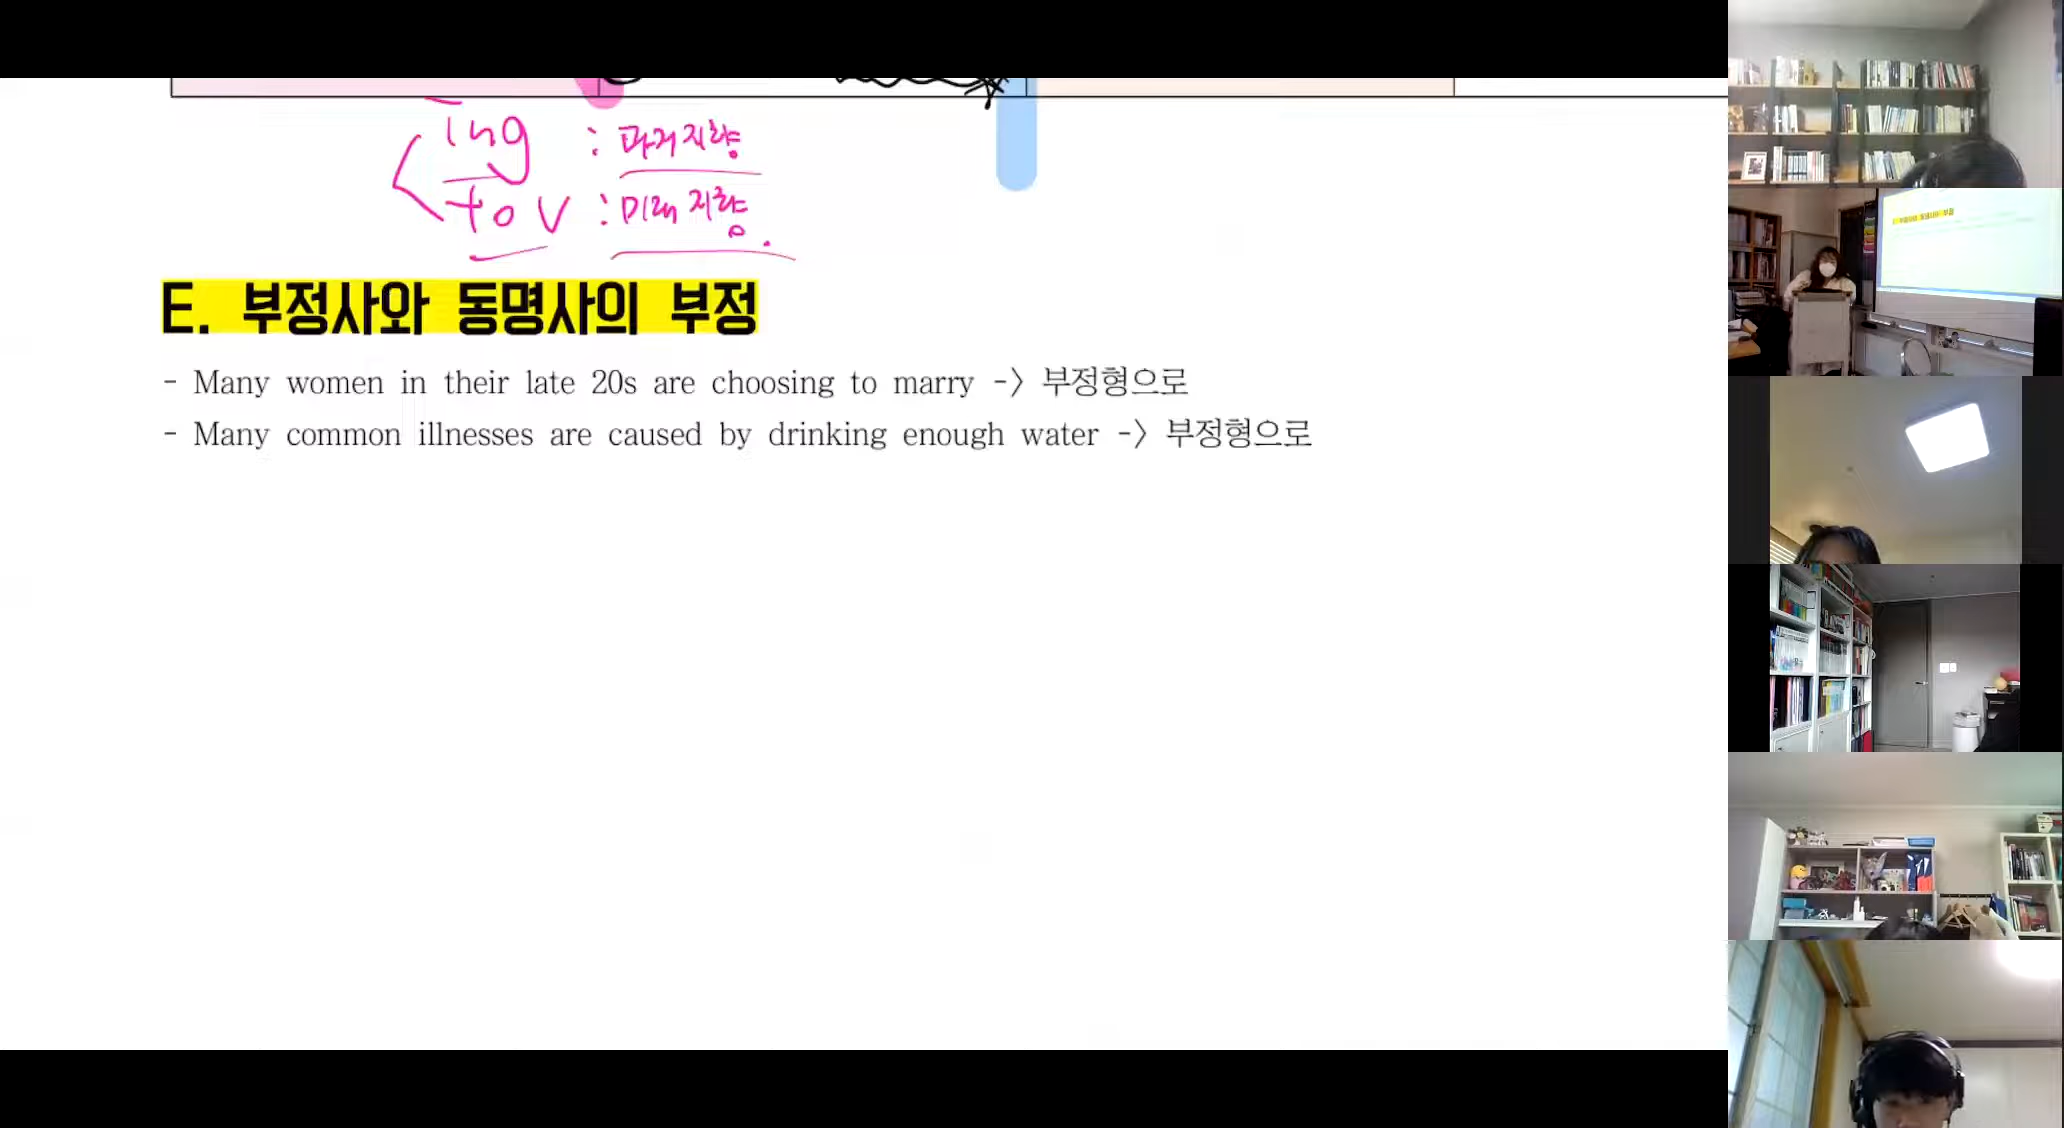 ing : 과거지향
to V : 미래 지향.
E. 부정사와 동명사의 부정
- Many women in their late 20s are choosing to marry -> 부정형으로
- Many common illnesses are caused by drinking enough water -> 부정형으로